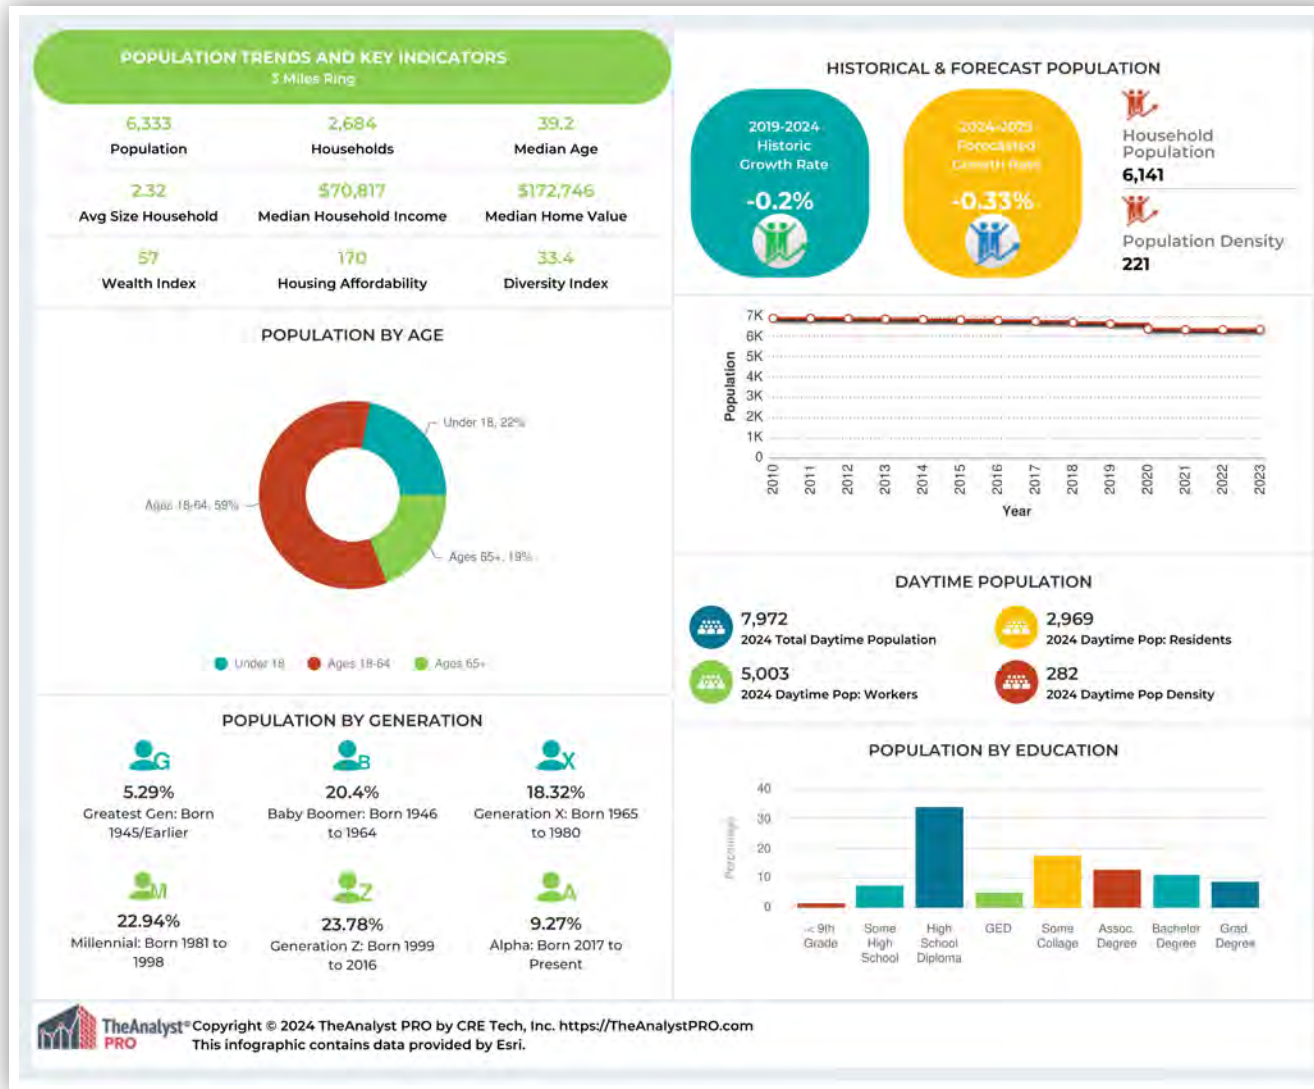 POPULATION TRENDS AND KEY INDICATORS
3 Miles Ring
6,333
Population
2,684
Households
39.2
Median Age
2.32
Avg Size Household
$70,817
Median Household Income
$172,746
Median Home Value
57
Wealth Index
170
Housing Affordability
33.4
Diversity Index
HISTORICAL & FORECAST POPULATION
2019-2024
Historic
Growth Rate
-0.2%
2024-2029
Forecasted
Growth Rate
-0.33%
Household
Population
6,141
Population Density
221
POPULATION BY AGE
Under 18, 22%
Ages 18-64, 59%
Ages 65+, 19%
Under 18
Ages 18-64
Ages 65+
7K
6K
5K
4K
3K
2K
1K
0
Population
2010
2011
2012
2013
2014
2015
2016
2017
2018
2019
2020
2021
2022
2023
Year
DAYTIME POPULATION
7,972
2024 Total Daytime Population
2,969
2024 Daytime Pop: Residents
5,003
2024 Daytime Pop: Workers
282
2024 Daytime Pop Density
POPULATION BY GENERATION
G
5.29%
Greatest Gen: Born
1945/Earlier
B
20.4%
Baby Boomer: Born 1946
to 1964
X
18.32%
Generation X: Born 1965
to 1980
M
22.94%
Millennial: Born 1981 to
1998
Z
23.78%
Generation Z: Born 1999
to 2016
A
9.27%
Alpha: Born 2017 to
Present
POPULATION BY EDUCATION
40
30
20
10
0
Percentage
< 9th
Grade
Some
High
School
High
School
Diploma
GED
Some
Collage
Assoc.
Degree
Bachelor
Degree
Grad
Degree
TheAnalyst®
PRO
Copyright © 2024 TheAnalyst PRO by CRE Tech, Inc. https://TheAnalystPRO.com
This infographic contains data provided by Esri.